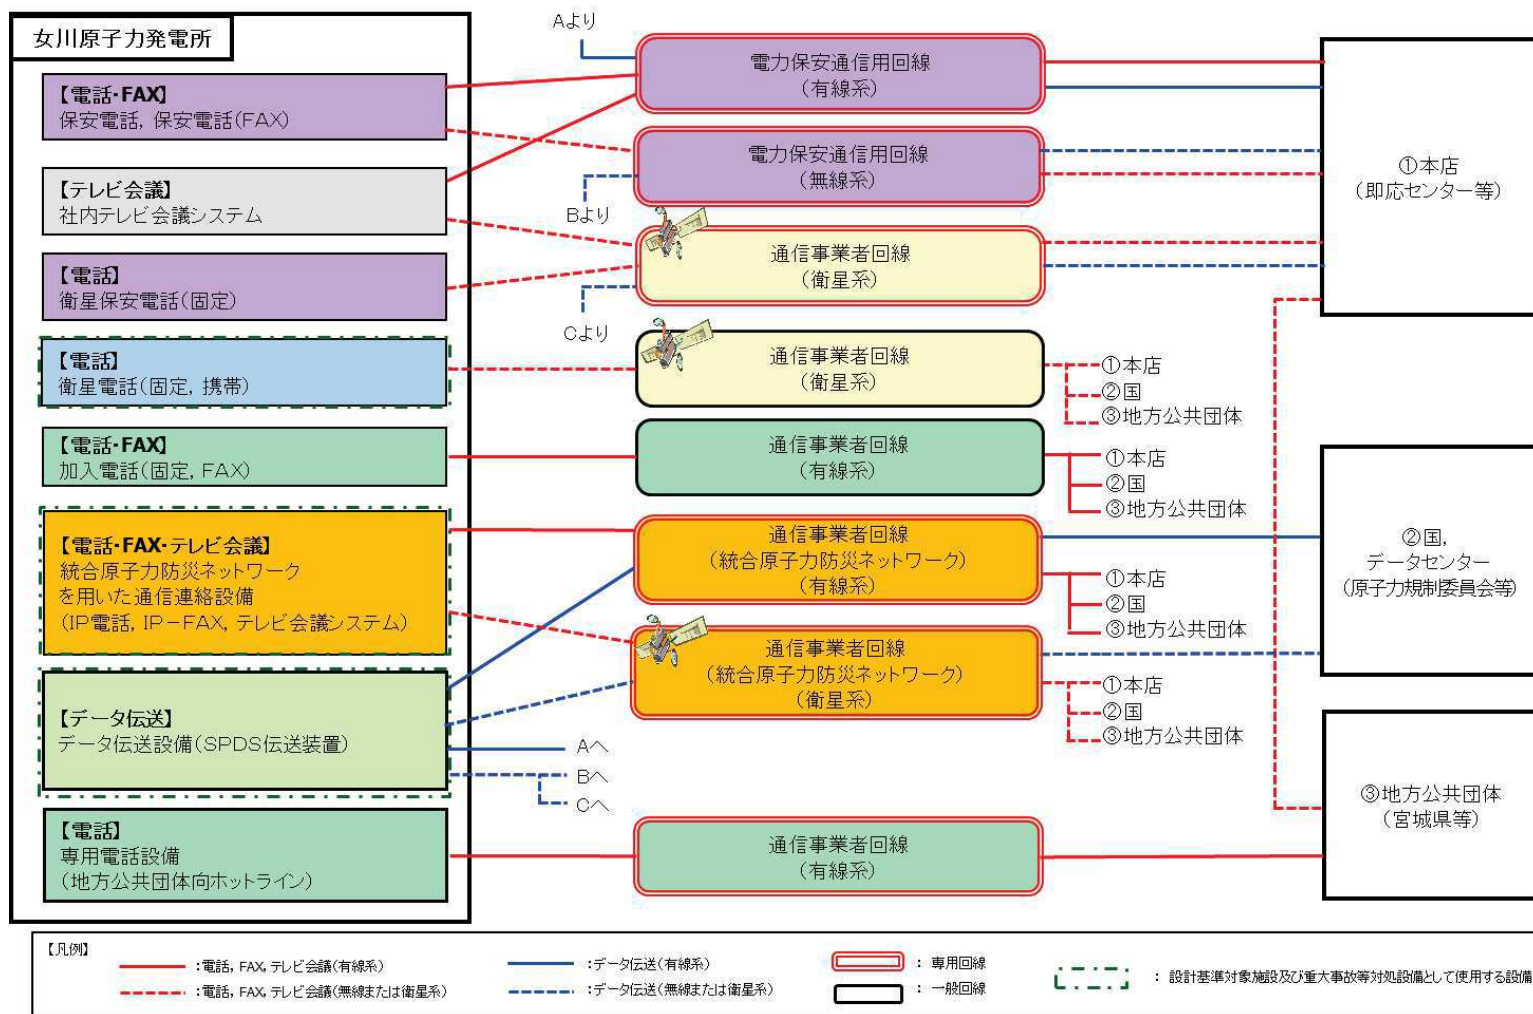 女川原子力発電所
【電話・FAX】
保安電話, 保安電話(FAX)
【テレビ会議】
社内テレビ会議システム
【電話】
衛星保安電話(固定)
【電話】
衛星電話(固定, 携帯)
【電話・FAX】
加入電話(固定, FAX)
【電話・FAX・テレビ会議】
統合原子力防災ネットワーク
を用いた通信連絡設備
(IP電話, IP-FAX, テレビ会議システム)
【データ伝送】
データ伝送設備(SPDS伝送装置)
【電話】
専用電話設備
(地方公共団体向ホットライン)
Aより
Bより
Cより
Aへ
Bへ
Cへ
電力保安通信用回線
(有線系)
電力保安通信用回線
(無線系)
通信事業者回線
(衛星系)
通信事業者回線
(衛星系)
通信事業者回線
(有線系)
通信事業者回線
(統合原子力防災ネットワーク)
(有線系)
通信事業者回線
(統合原子力防災ネットワーク)
(衛星系)
通信事業者回線
(有線系)
①本店
②国
③地方公共団体
①本店
②国
③地方公共団体
①本店
②国
③地方公共団体
①本店
②国
③地方公共団体
①本店
(即応センター等)
②国,
データセンター
(原子力規制委員会等)
③地方公共団体
(宮城県等)
【凡例】
:電話, FAX, テレビ会議(有線系)
:電話, FAX, テレビ会議(無線または衛星系)
:データ伝送(有線系)
:データ伝送(無線または衛星系)
: 専用回線
: 一般回線
: 設計基準対象施設及び重大事故等対処設備として使用する設備